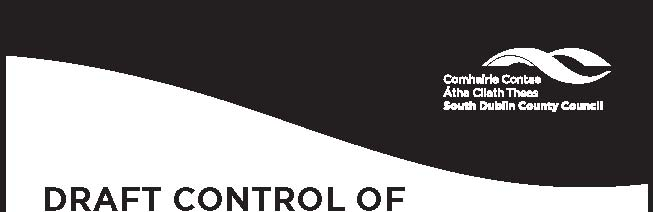 Comhairle Contae
Átha Cliath Theas
South Dublin County Council
DRAFT CONTROL OF